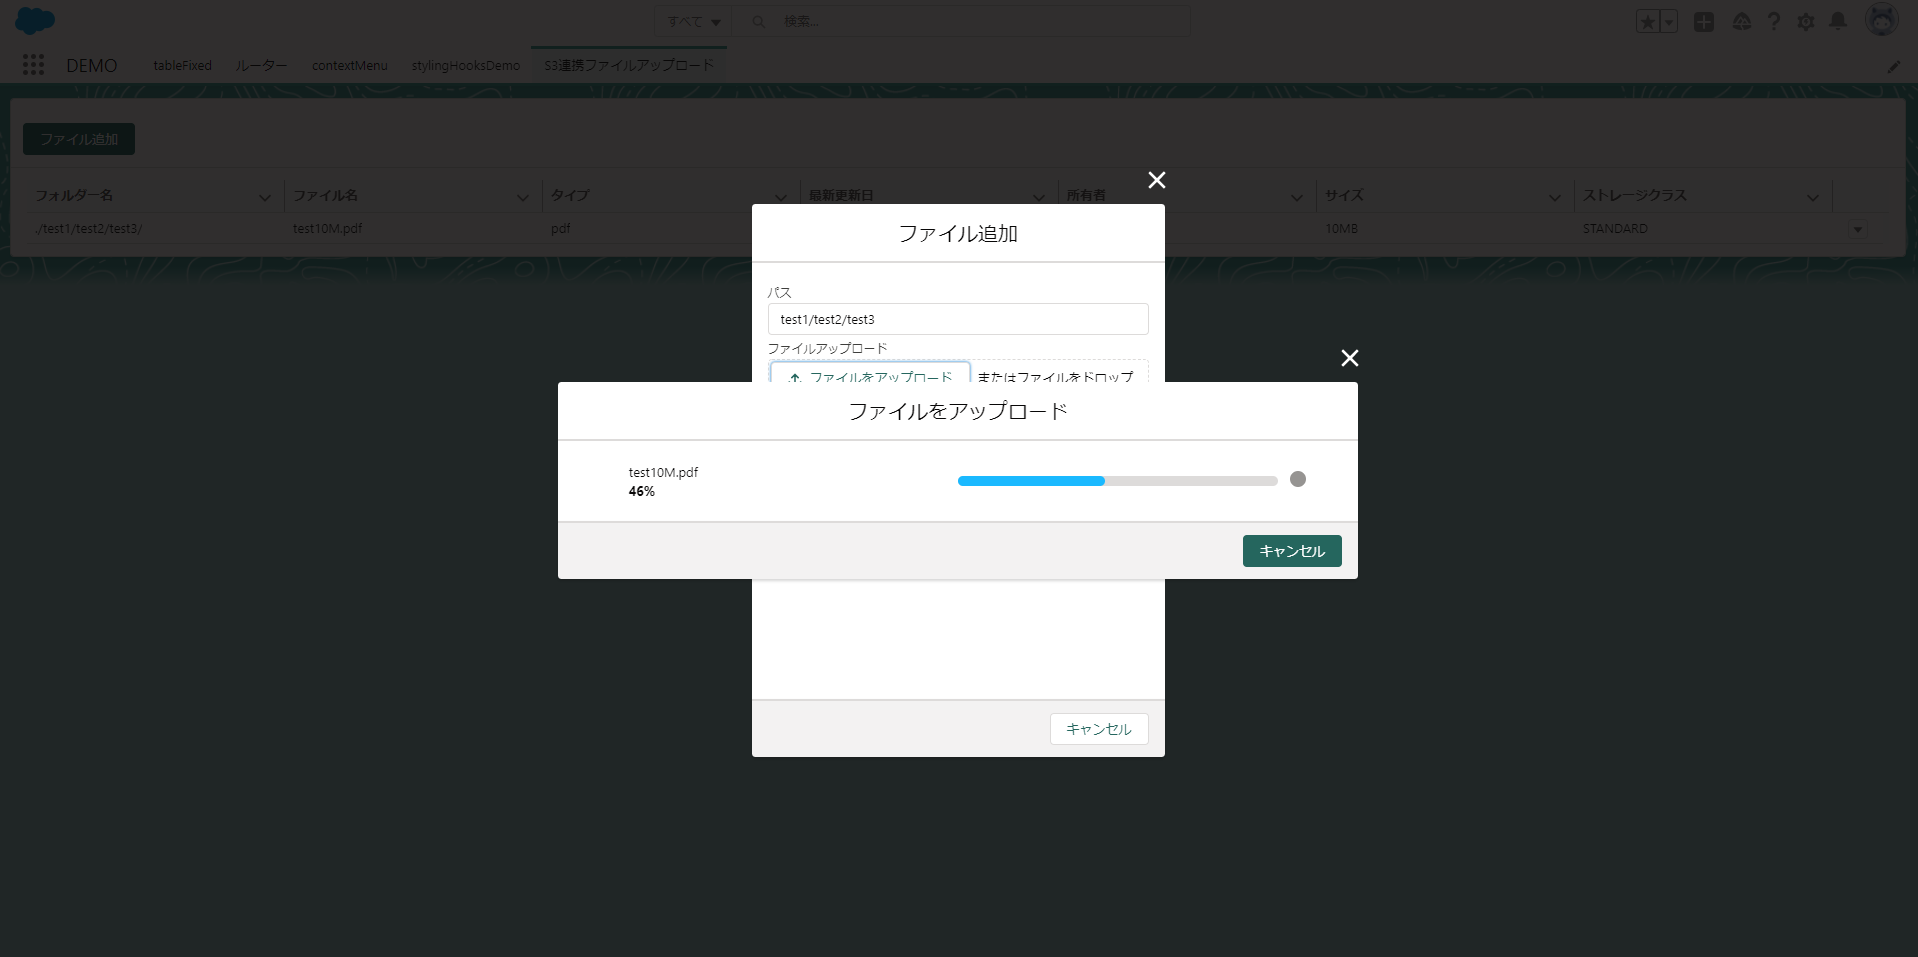 すべて
検索...
DEMO
tableFixed
ルーター
contextMenu
stylingHooksDemo
S3連携ファイルアップロード
ファイル追加
フォルダー名
ファイル名
タイプ
最新更新日
所有者
サイズ
ストレージクラス
./test1/test2/test3/
test10M.pdf
pdf
10MB
STANDARD
ファイル追加
パス
test1/test2/test3
ファイルアップロード
ファイルをアップロード
またはファイルをドロップ
ファイルをアップロード
test10M.pdf
46%
キャンセル
キャンセル